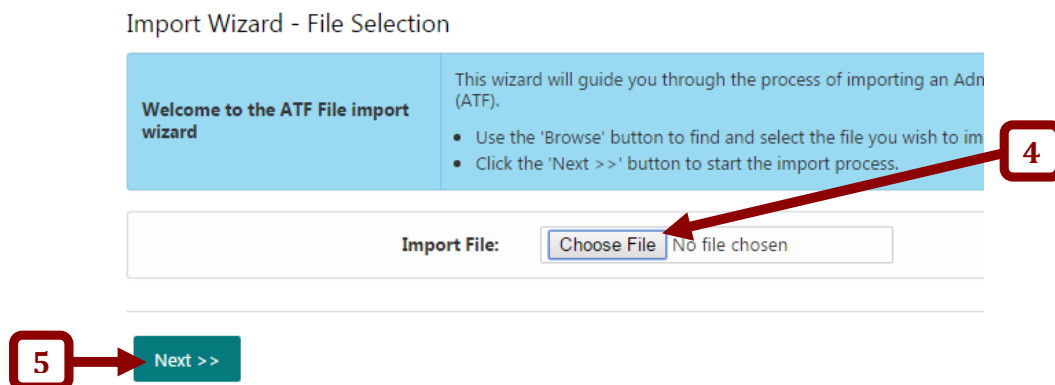 Import Wizard - File Selection
Welcome to the ATF File import
wizard
This wizard will guide you through the process of importing an
(ATF).
• Use the 'Browse' button to find and select the file you wish to
• Click the 'Next >>' button to start the import process.
4
Import File:
Choose File No file chosen
5
Next >>